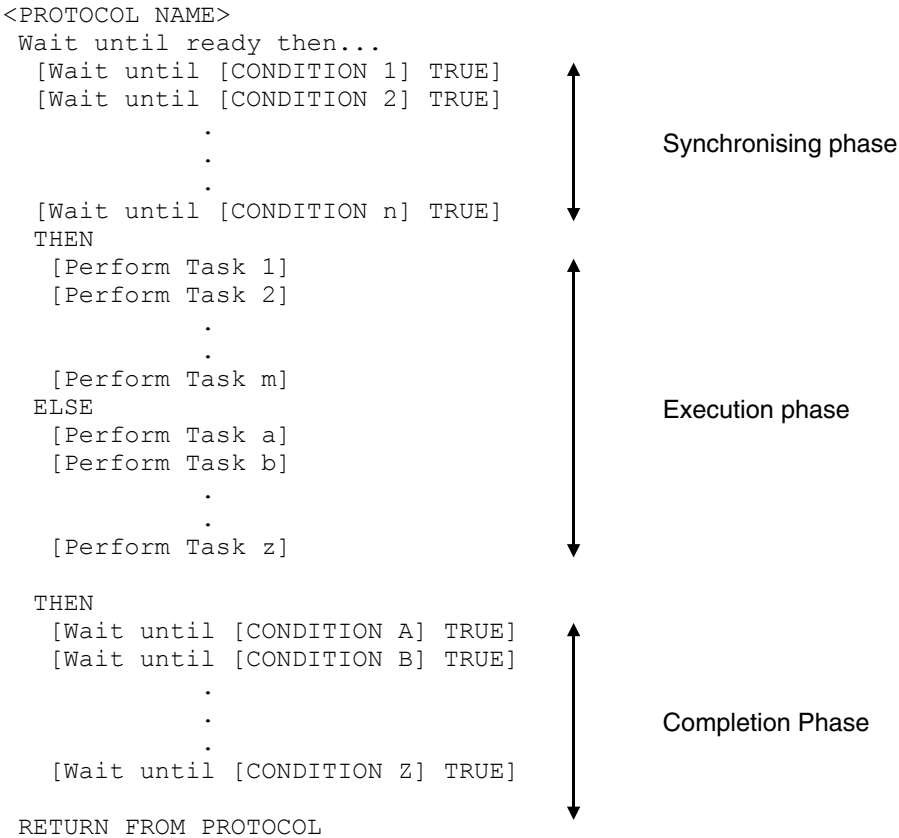 <PROTOCOL NAME>
Wait until ready then...
[Wait until [CONDITION 1] TRUE]
[Wait until [CONDITION 2] TRUE]
.
.
.
Synchronising phase
[Wait until [CONDITION n] TRUE]
THEN
[Perform Task 1]
[Perform Task 2]
.
.
[Perform Task m]
ELSE
Execution phase
[Perform Task a]
[Perform Task b]
.
.
[Perform Task z]
THEN
[Wait until [CONDITION A] TRUE]
[Wait until [CONDITION B] TRUE]
.
.
.
Completion Phase
[Wait until [CONDITION Z] TRUE]
RETURN FROM PROTOCOL